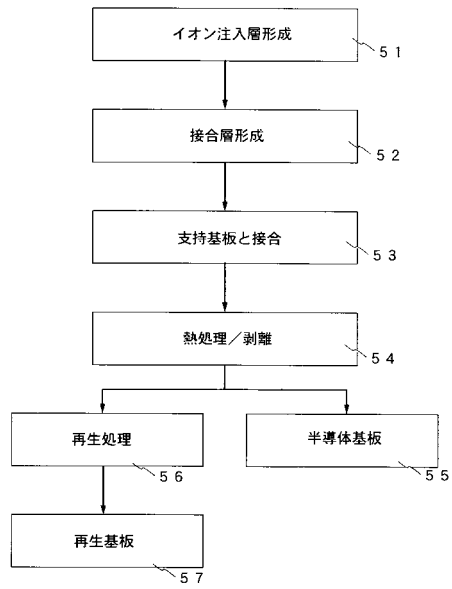 イオン注入層形成
51
接合層形成
52
支持基板と接合
53
熱処理／剥離
54
再生処理
56
半導体基板
55
再生基板
57